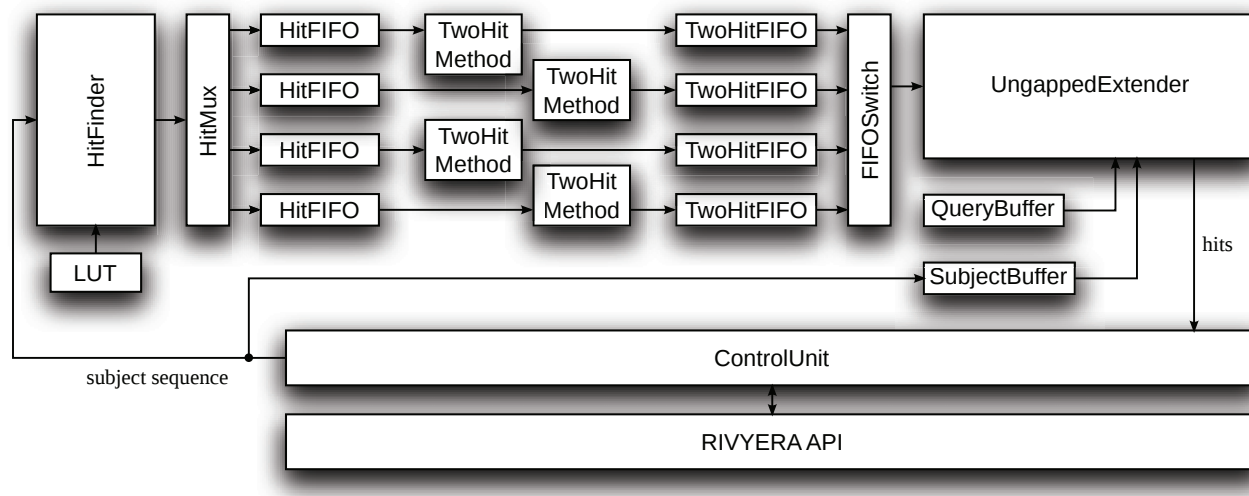 HitFinder
HitMux
HitFIFO
TwoHit
Method
TwoHitFIFO
HitFIFO
TwoHit
Method
TwoHitFIFO
HitFIFO
TwoHit
Method
TwoHitFIFO
HitFIFO
TwoHit
Method
TwoHitFIFO
FIFOSwitch
UngappedExtender
QueryBuffer
hits
LUT
SubjectBuffer
subject sequence
ControlUnit
RIVYERA API